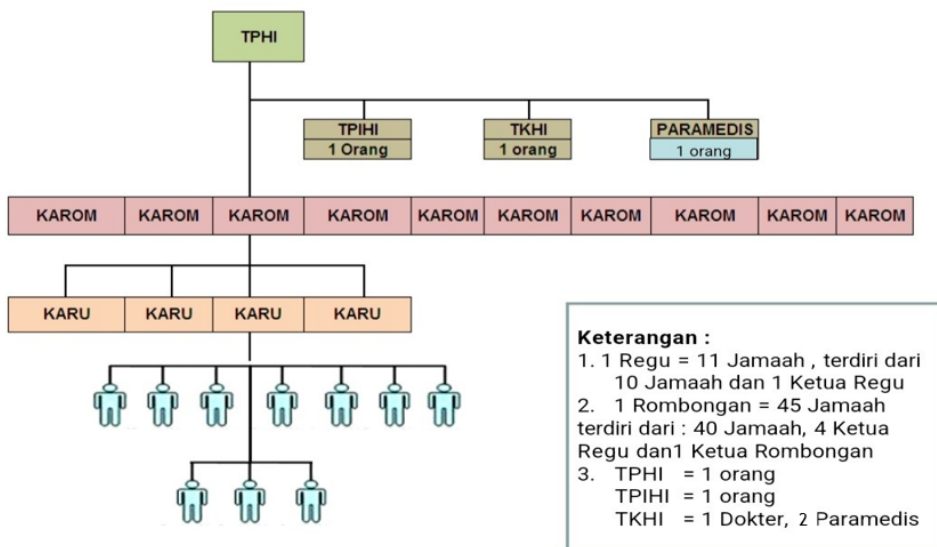 TPHI
TPIHI
1 Orang
TKHI
1 orang
PARAMEDIS
1 orang
KAROM KAROM KAROM KAROM KAROM KAROM KAROM KAROM KAROM KAROM
KARU KARU KARU KARU
Keterangan :
1. 1 Regu = 11 Jamaah , terdiri dari
10 Jamaah dan 1 Ketua Regu
2. 1 Rombongan = 45 Jamaah
terdiri dari : 40 Jamaah, 4 Ketua
Regu dan1 Ketua Rombongan
3. TPHI = 1 orang
TPIHI = 1 orang
TKHI = 1 Dokter, 2 Paramedis